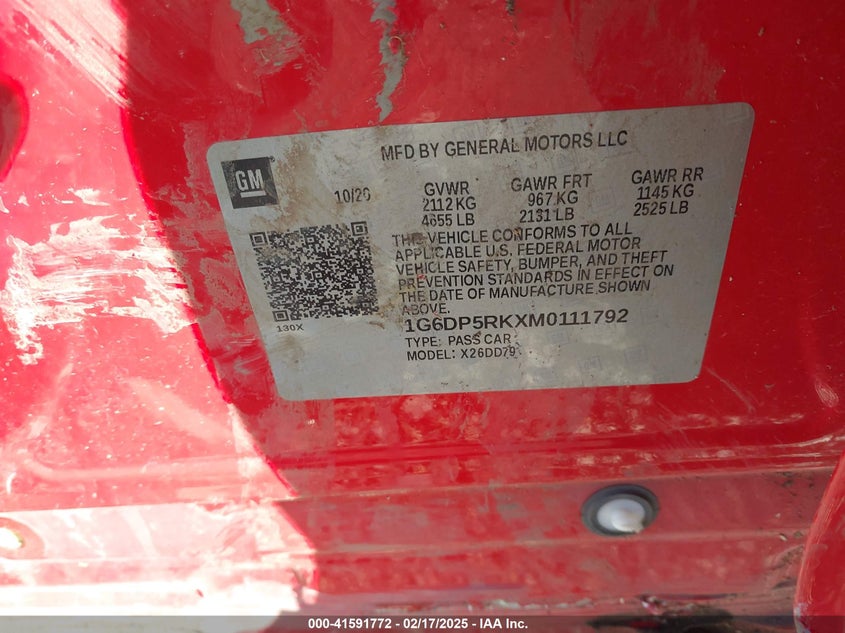 MFD BY GENERAL MOTORS LLC
GM
10/20
GVWR
2112 KG
4655 LB
GAWR FRT
967 KG
2131 LB
GAWR RR
1145 KG
2525 LB
THIS VEHICLE CONFORMS TO ALL
APPLICABLE U.S. FEDERAL MOTOR
VEHICLE SAFETY, BUMPER, AND THEFT
PREVENTION STANDARDS IN EFFECT ON
THE DATE OF MANUFACTURE SHOWN
ABOVE.
130X
1G6DP5RKXM0111792
TYPE: PASS CAR
MODEL: X26DD79
000-41591772 - 02/17/2025 - IAA Inc.